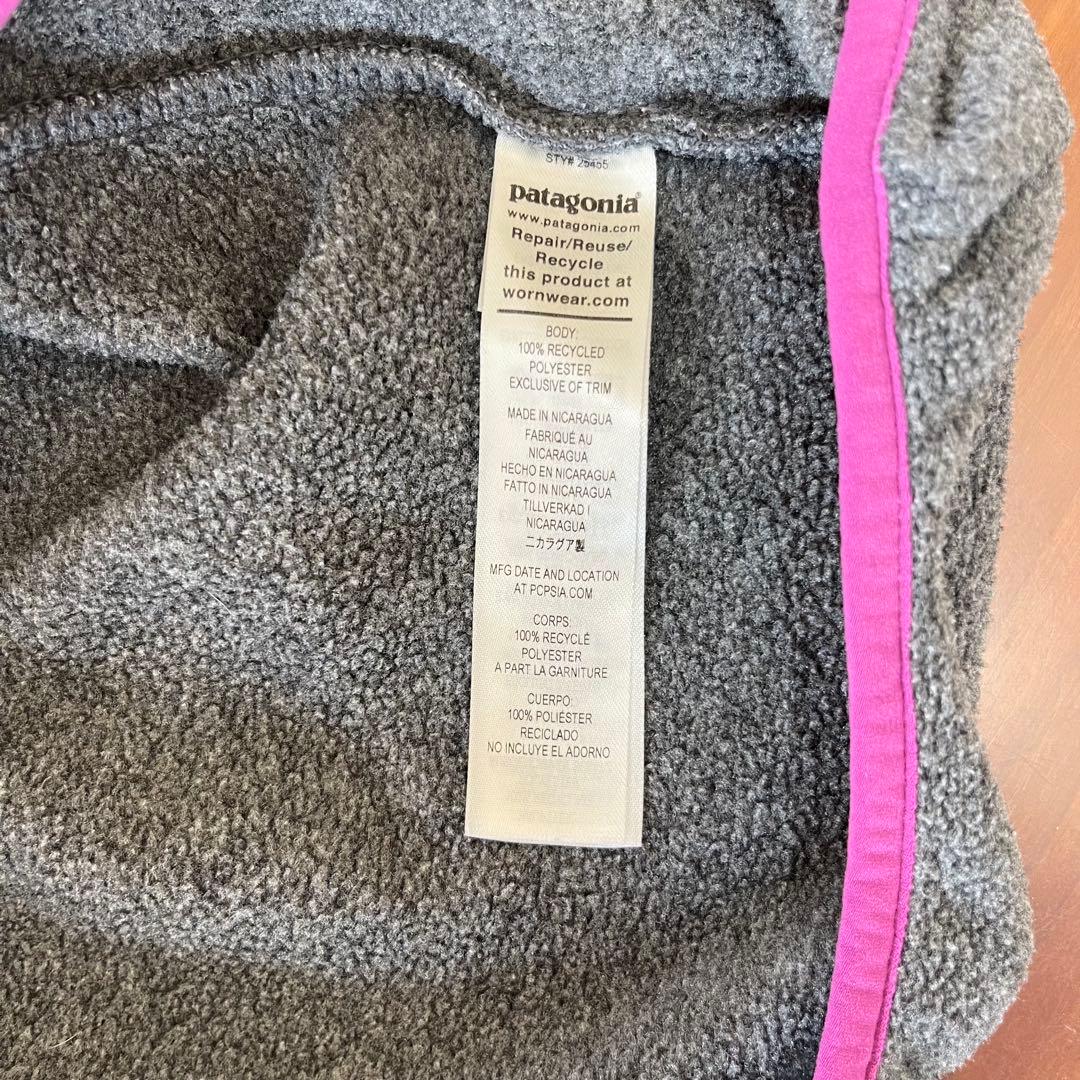 STY# 25455
patagonia®
www.patagonia.com
Repair/Reuse/
Recycle
this product at
wornwear.com
BODY:
100% RECYCLED
POLYESTER
EXCLUSIVE OF TRIM
MADE IN NICARAGUA
FABRIQUÉ AU
NICARAGUA
HECHO EN NICARAGUA
FATTO IN NICARAGUA
TILLVERKAD I
NICARAGUA
ニカラグア製
MFG DATE AND LOCATION
AT PCPSIA.COM
CORPS:
100% RECYCLÉ
POLYESTER
A PART LA GARNITURE
CUERPO:
100% POLIÉSTER
RECICLADO
NO INCLUYE EL ADORNO